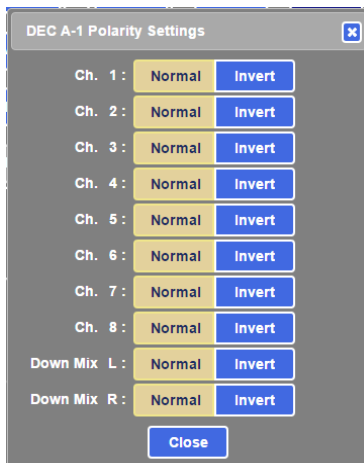 DEC A-1 Polarity Settings
Ch. 1 : Normal Invert
Ch. 2 : Normal Invert
Ch. 3 : Normal Invert
Ch. 4 : Normal Invert
Ch. 5 : Normal Invert
Ch. 6 : Normal Invert
Ch. 7 : Normal Invert
Ch. 8 : Normal Invert
Down Mix L : Normal Invert
Down Mix R : Normal Invert
Close